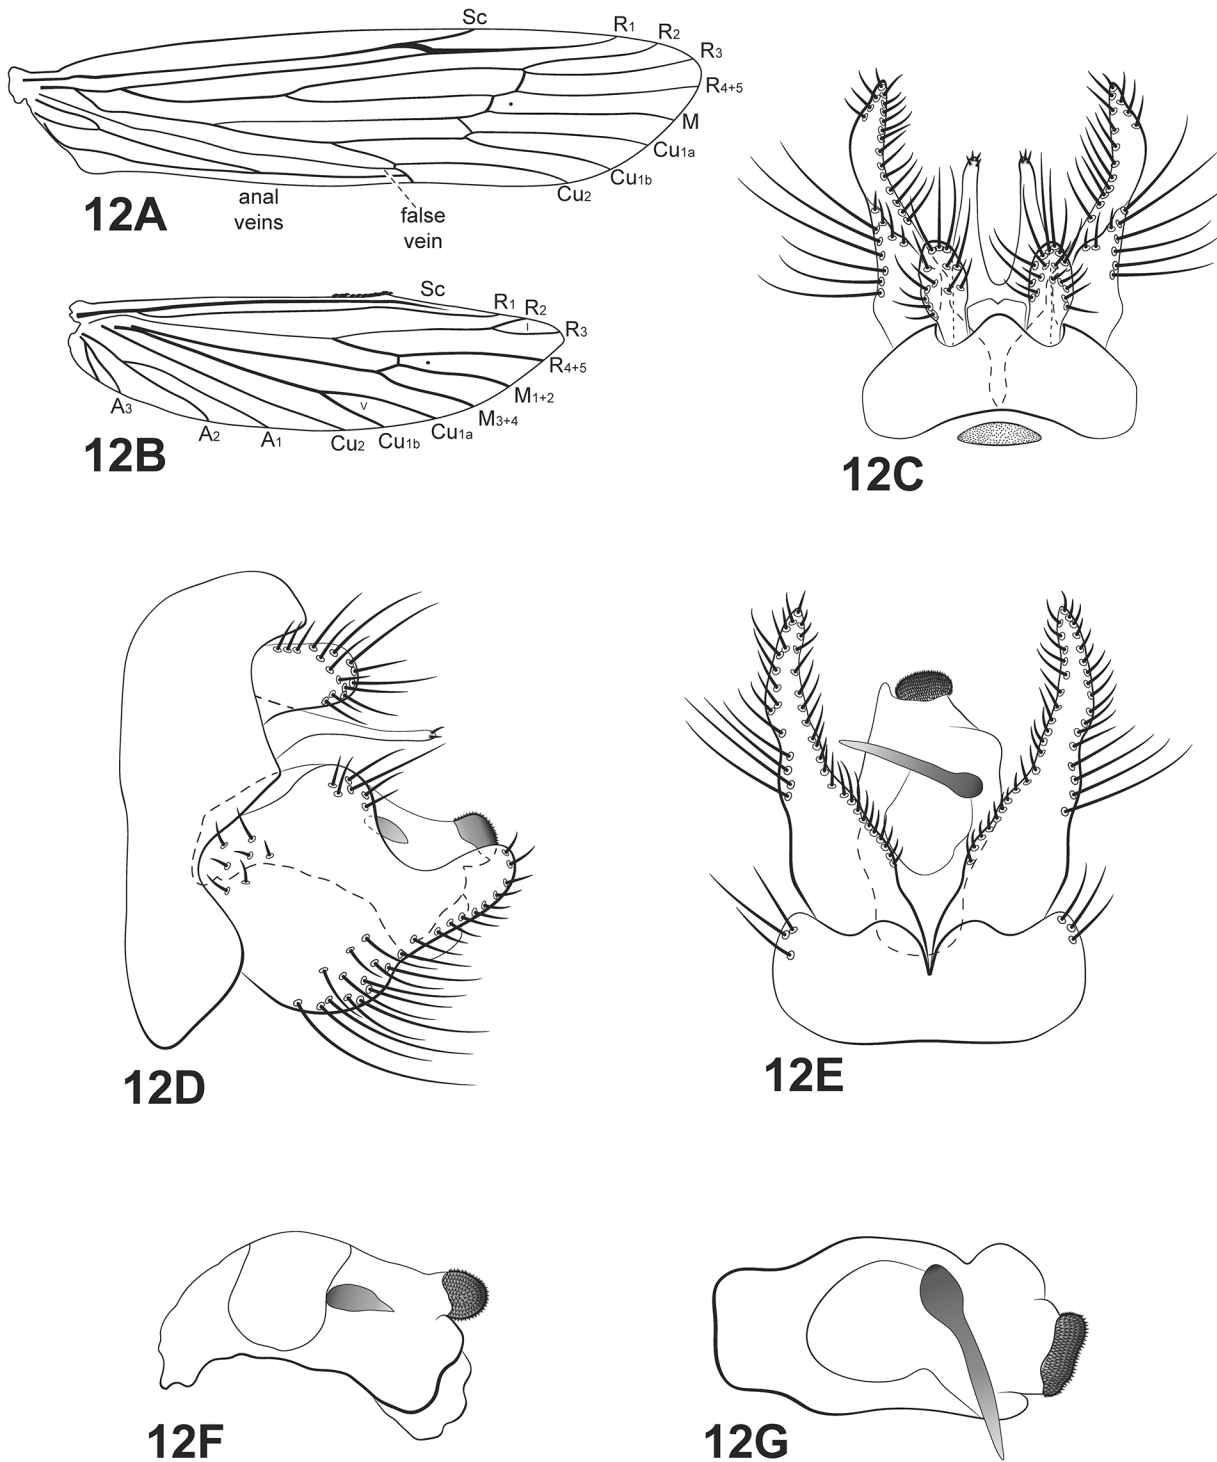 Sc
R1
R2
R3
R4+5
M
Cu1a
Cu1b
Cu2
anal
veins
false
vein
12A
Sc
R1
R2
R3
R4+5
M1+2
M3+4
Cu1a
Cu1b
Cu2
A1
A2
A3
V
12B
12C
12D
12E
12F
12G